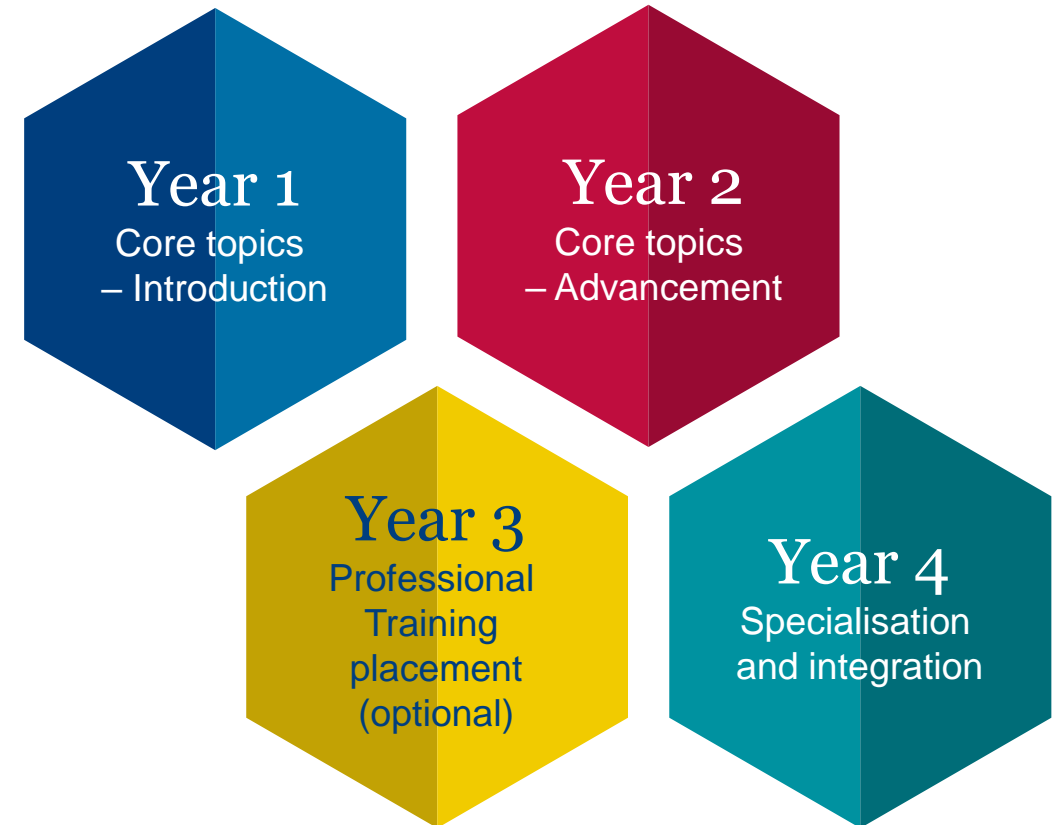 Year 1
Core topics
– Introduction
Year 2
Core topics
– Advancement
Year 3
Professional
Training
placement
(optional)
Year 4
Specialisation
and integration